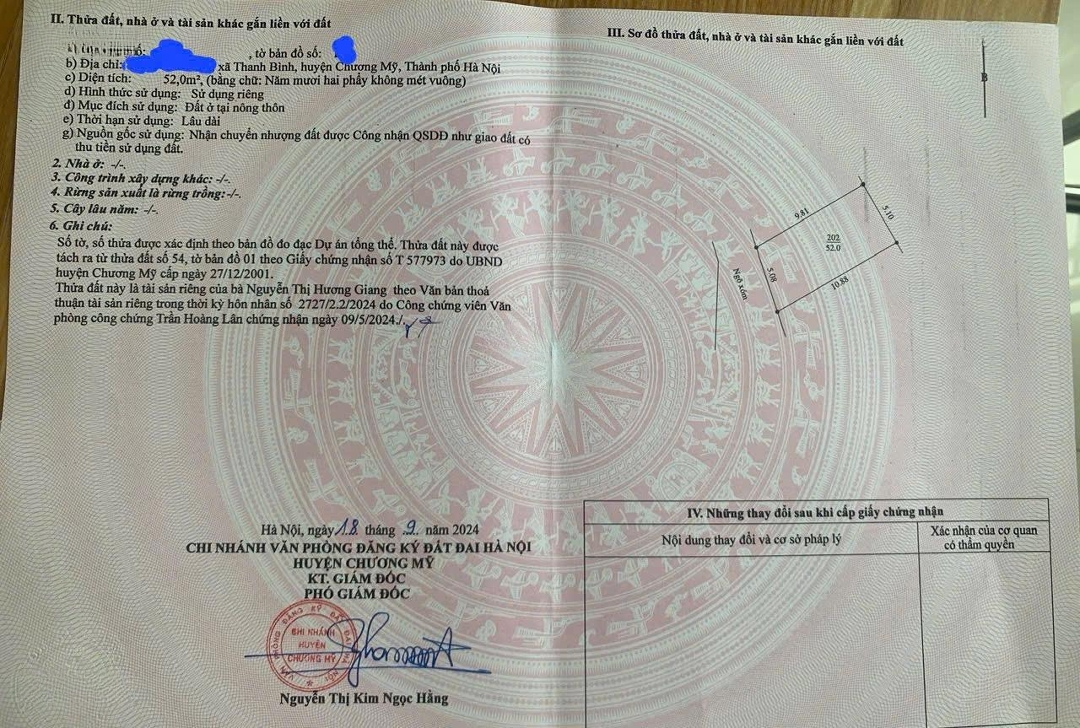 II. Thửa đất, nhà ở và tài sản khác gắn liền với đất
, tờ bản đồ số:
b) Địa chỉ: xã Thanh Bình, huyện Chương Mỹ, Thành phố Hà Nội
c) Diện tích: 52,0m², (bằng chữ: Năm mươi hai phẩy không mét vuông)
d) Hình thức sử dụng: Sử dụng riêng
đ) Mục đích sử dụng: Đất ở tại nông thôn
e) Thời hạn sử dụng: Lâu dài
g) Nguồn gốc sử dụng: Nhận chuyển nhượng đất được Công nhận QSDĐ như giao đất có
thu tiền sử dụng đất.
2. Nhà ở: -/-.
3. Công trình xây dựng khác: -/-.
4. Rừng sản xuất là rừng trồng:-/-.
5. Cây lâu năm: -/-.
6. Ghi chú:
Số tờ, số thửa được xác định theo bản đồ đo đạc Dự án tổng thể. Thửa đất này được
tách ra từ thửa đất số 54, tờ bản đồ 01 theo Giấy chứng nhận số T 577973 do UBND
huyện Chương Mỹ cấp ngày 27/12/2001.
Thửa đất này là tài sản riêng của bà Nguyễn Thị Hương Giang theo Văn bản thoả
thuận tài sản riêng trong thời kỳ hôn nhân số 2727/2.2/2024 do Công chứng viên Văn
phòng công chứng Trần Hoàng Lân chứng nhận ngày 09/5/2024./.
Hà Nội, ngày 18 tháng 9 năm 2024
CHI NHÁNH VĂN PHÒNG ĐĂNG KÝ ĐẤT ĐAI HÀ NỘI
HUYỆN CHƯƠNG MỸ
KT. GIÁM ĐỐC
PHÓ GIÁM ĐỐC
VĂN PHÒNG ĐĂNG KÝ ĐẤT ĐAI HÀ NỘI
CHI NHÁNH
HUYỆN
CHƯƠNG MỸ
Nguyễn Thị Kim Ngọc Hằng
III. Sơ đồ thửa đất, nhà ở và tài sản khác gắn liền với đất
B
9.81
5.10
202
52.0
5.08
10.88
Ngõ xóm
IV. Những thay đổi sau khi cấp giấy chứng nhận
Nội dung thay đổi và cơ sở pháp lý
Xác nhận của cơ quan
có thẩm quyền